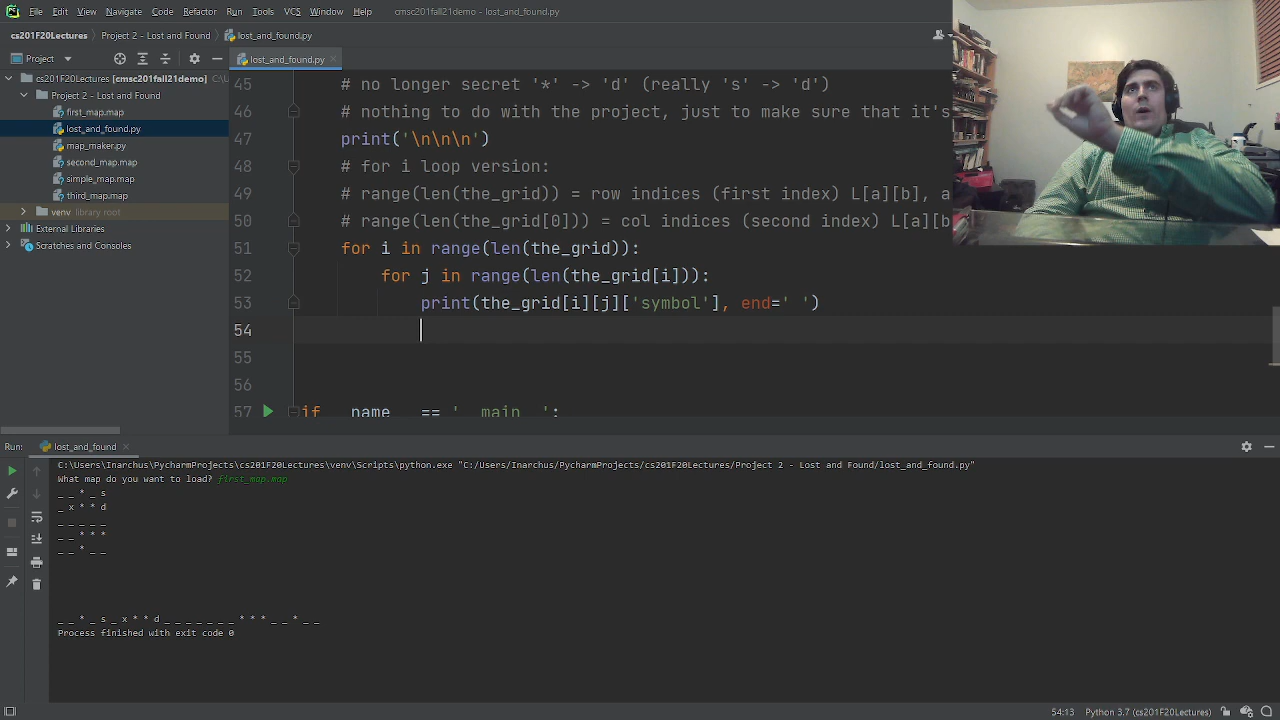 File Edit View Navigate Code Refactor Run Tools VCS Window Help cmsc201fall21demo - lost_and_found.py
cs201F20Lectures Project 2 - Lost and Found lost_and_found.py
Project
lost_and_found.py
cs201F20Lectures [cmsc201fall21demo] C:\U
Project 2 - Lost and Found
first_map.map
lost_and_found.py
map_maker.py
second_map.map
simple_map.map
third_map.map
venv library root
External Libraries
Scratches and Consoles
45 # no longer secret '*' -> 'd' (really 's' -> 'd')
46 # nothing to do with the project, just to make sure that it's
47 print('\n\n\n')
48 # for i loop version:
49 # range(len(the_grid)) = row indices (first index) L[a][b], a
50 # range(len(the_grid[0])) = col indices (second index) L[a][b
51 for i in range(len(the_grid)):
52 for j in range(len(the_grid[i])):
53 print(the_grid[i][j]['symbol'], end=' ')
54
55
56
57 if __name__ == '__main__':
Run: lost_and_found
C:\Users\Inarchus\PycharmProjects\cs201F20Lectures\venv\Scripts\python.exe "C:/Users/Inarchus/PycharmProjects/cs201F20Lectures/Project 2 - Lost and Found/lost_and_found.py"
What map do you want to load? first_map.map
_ _ * _ s
_ x * * d
_ _ _ _ _
_ _ * * *
_ _ * _ _
_ _ * _ s _ x * * d _ _ _ _ _ _ _ * * * _ _ * _ _
Process finished with exit code 0
54:13 Python 3.7 (cs201F20Lectures)